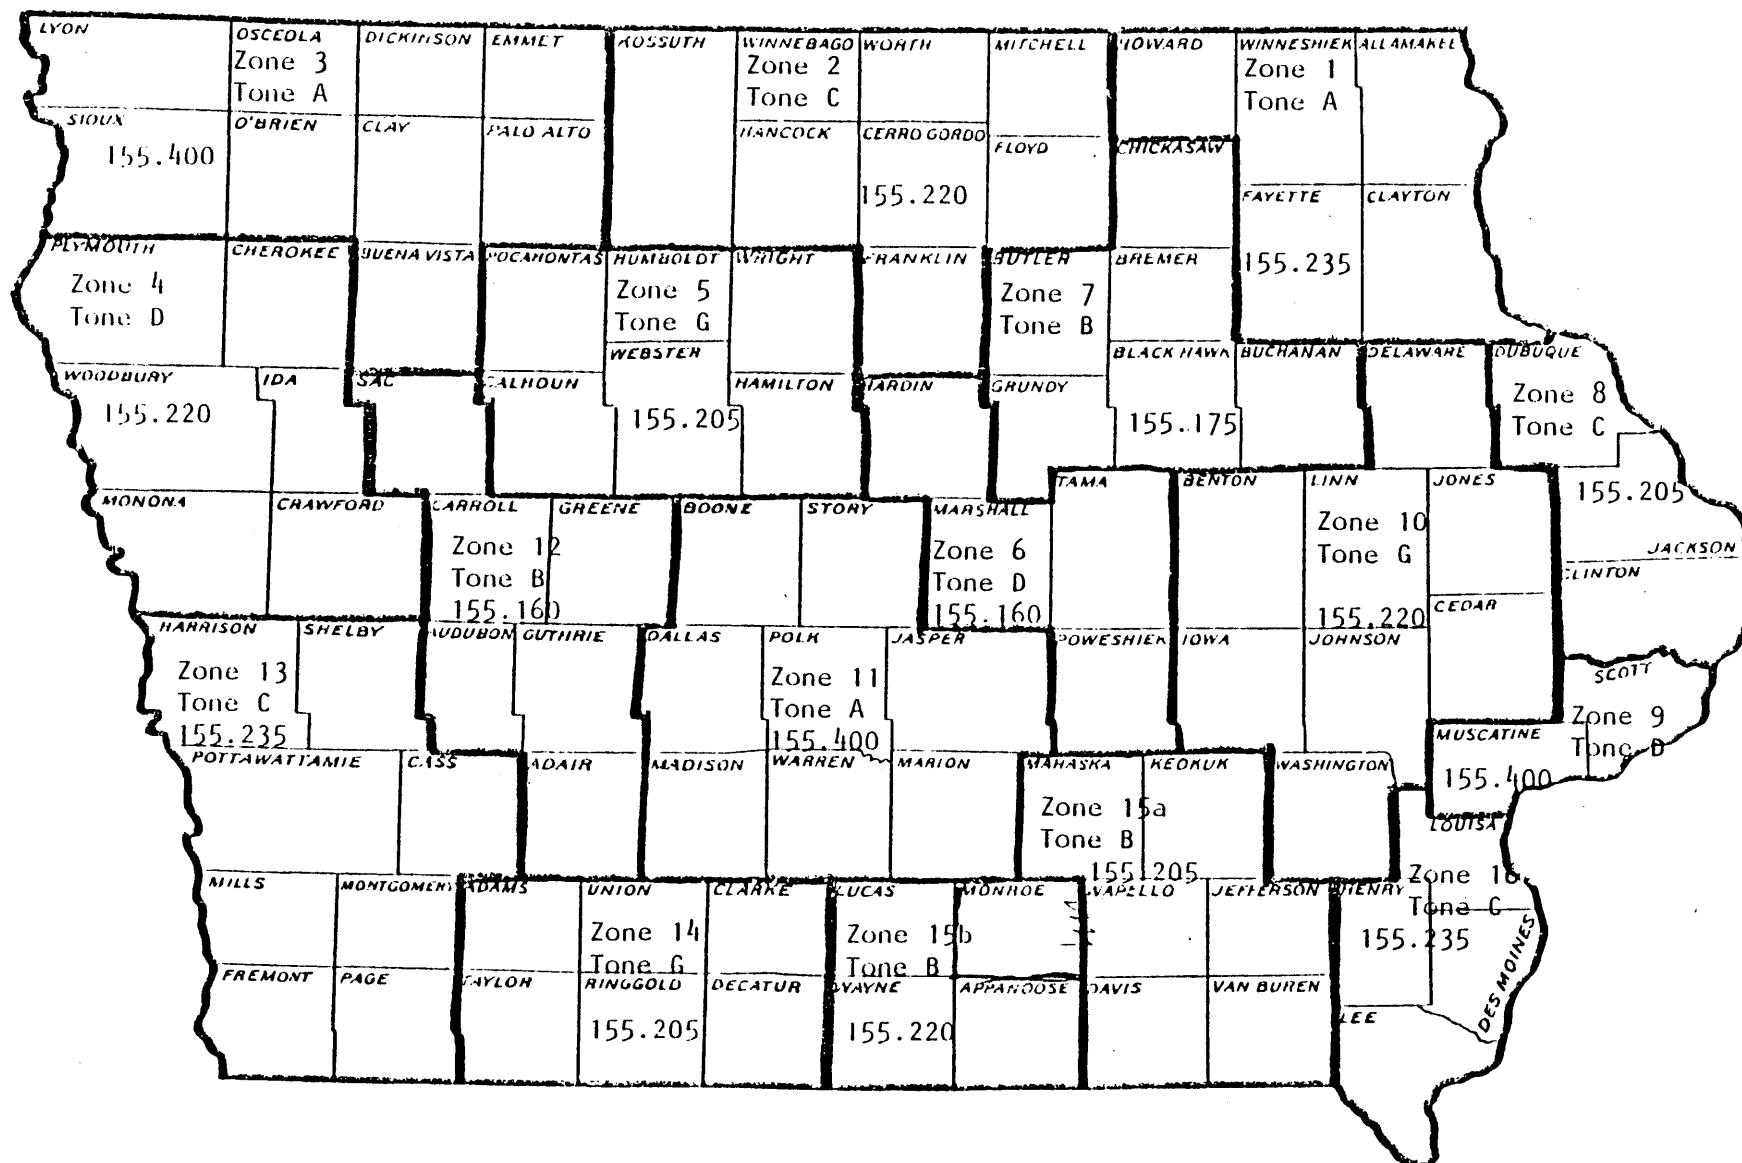 LYON
OSCEOLA
DICKINSON
EMMET
KOSSUTH
WINNEBAGO
WORTH
MITCHELL
HOWARD
WINNESHIEK
ALLAMAKEE
Zone 3
Tone A
Zone 2
Tone C
Zone 1
Tone A
SIOUX
O'BRIEN
CLAY
PALO ALTO
HANCOCK
CERRO GORDO
FLOYD
CHICKASAW
155.400
155.220
FAYETTE
CLAYTON
155.235
PLYMOUTH
CHEROKEE
BUENA VISTA
POCAHONTAS
HUMBOLDT
WRIGHT
FRANKLIN
BUTLER
BREMER
Zone 4
Tone D
Zone 5
Tone G
Zone 7
Tone B
WEBSTER
BLACK HAWK
BUCHANAN
DELAWARE
DUBUQUE
WOODBURY
IDA
SAC
CALHOUN
HAMILTON
HARDIN
GRUNDY
155.220
155.205
155.175
Zone 8
Tone C
MONONA
CRAWFORD
CARROLL
GREENE
BOONE
STORY
MARSHALL
TAMA
BENTON
LINN
JONES
155.205
JACKSON
Zone 12
Tone B
155.160
Zone 6
Tone D
155.160
Zone 10
Tone G
155.220
CLINTON
CEDAR
HARRISON
SHELBY
AUDUBON
GUTHRIE
DALLAS
POLK
JASPER
POWESHIEK
IOWA
JOHNSON
Zone 13
Tone C
155.235
Zone 11
Tone A
155.400
SCOTT
Zone 9
Tone D
MUSCATINE
155.400
POTTAWATTAMIE
CASS
ADAIR
MADISON
WARREN
MARION
MAHASKA
KEOKUK
WASHINGTON
LOUISA
Zone 15a
Tone B
155.205
MILLS
MONTGOMERY
ADAMS
UNION
CLARKE
LUCAS
MONROE
WAPELLO
JEFFERSON
HENRY
Zone 16
Tone G
155.235
DES MOINES
Zone 14
Tone G
Zone 15b
Tone B
FREMONT
PAGE
TAYLOR
RINGGOLD
DECATUR
WAYNE
APPANOOSE
DAVIS
VAN BUREN
LEE
155.205
155.220